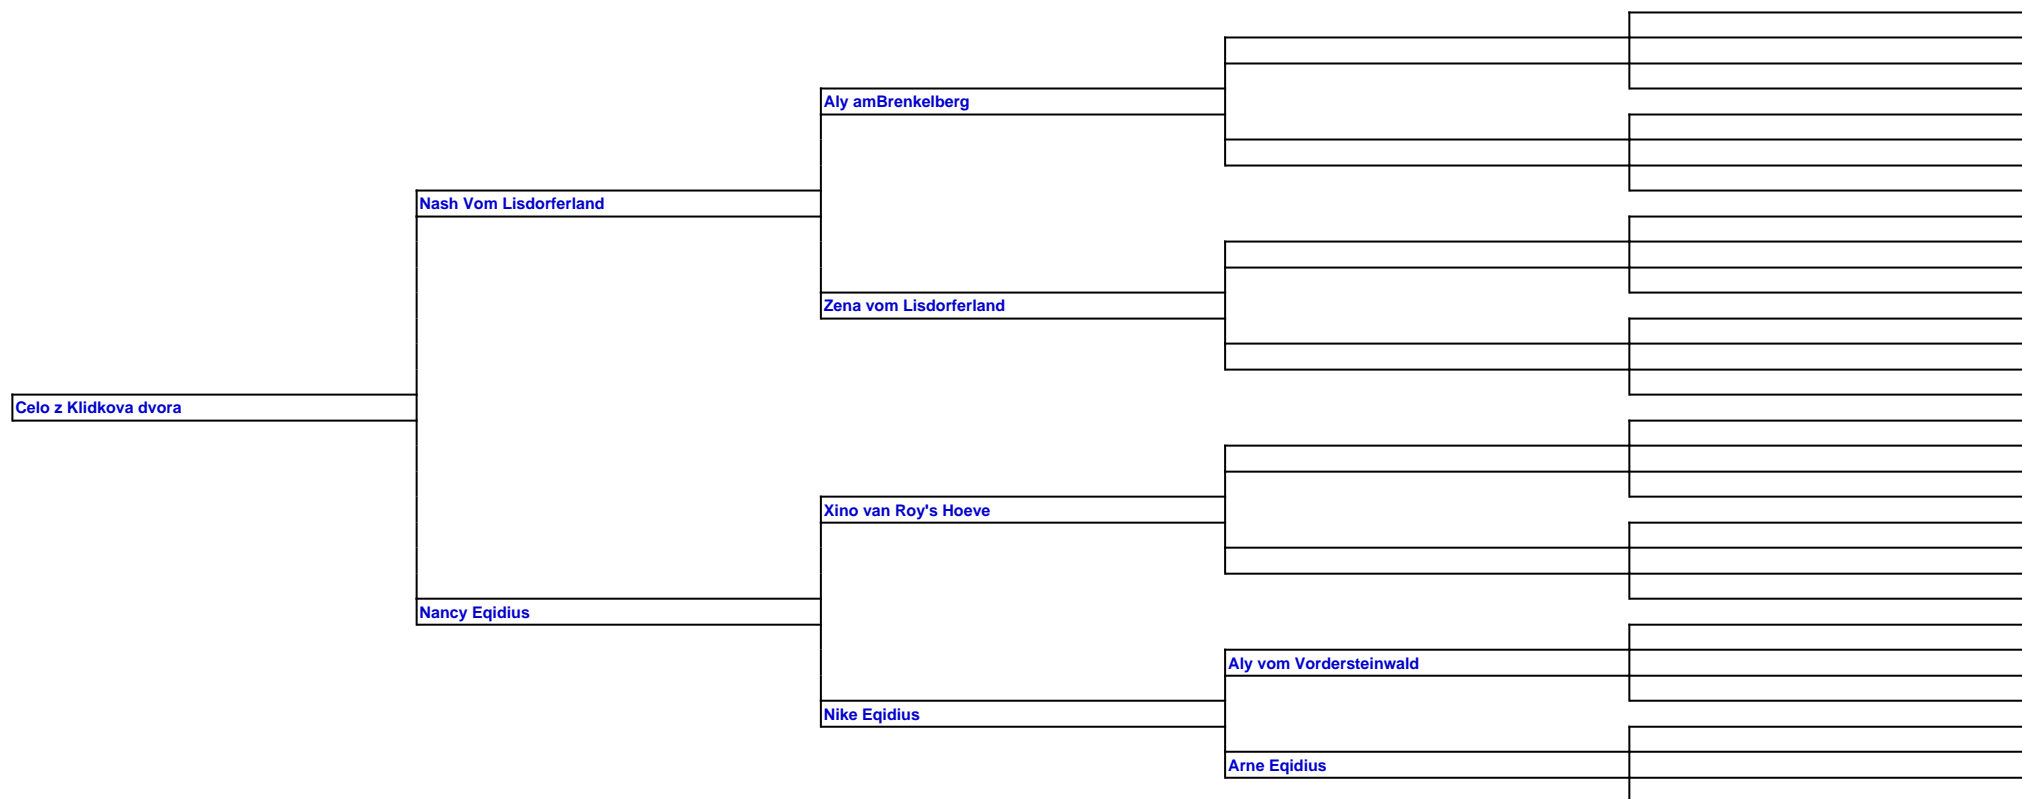 Aly amBrenkelberg
Nash Vom Lisdorferland
Zena vom Lisdorferland
Celo z Klidkova dvora
Xino van Roy's Hoeve
Nancy Eqidius
Aly vom Vordersteinwald
Nike Eqidius
Arne Eqidius